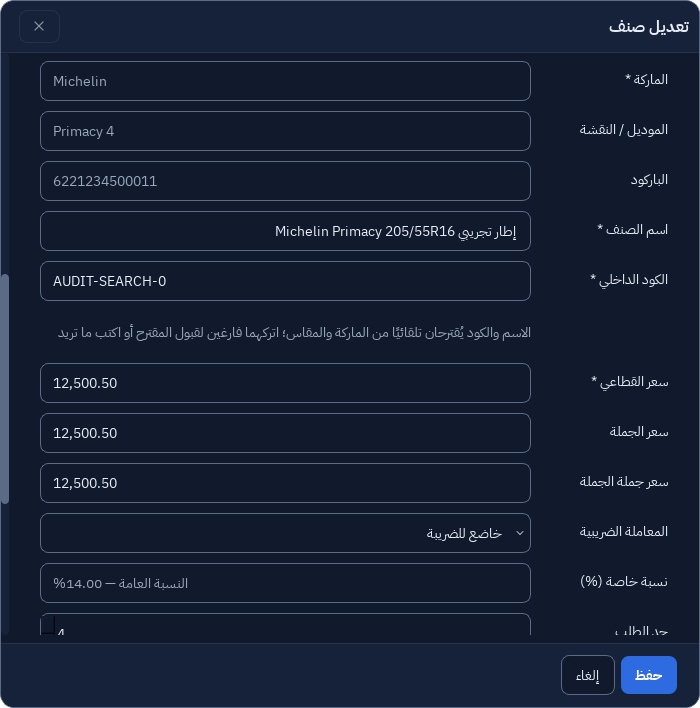 تعديل صنف
الماركة *
Michelin
الموديل / النقشة
Primacy 4
الباركود
6221234500011
اسم الصنف *
إطار تجريبي Michelin Primacy 205/55R16
الكود الداخلي *
AUDIT-SEARCH-0
الاسم والكود يُقترحان تلقائيًا من الماركة والمقاس؛ اتركهما فارغين لقبول المقترح أو اكتب ما تريد
سعر القطاعي *
12,500.50
سعر الجملة
12,500.50
سعر جملة الجملة
12,500.50
المعاملة الضريبية
خاضع للضريبة
نسبة خاصة (%)
النسبة العامة — 14.00%
حد الطلب
4
حفظ
إلغاء